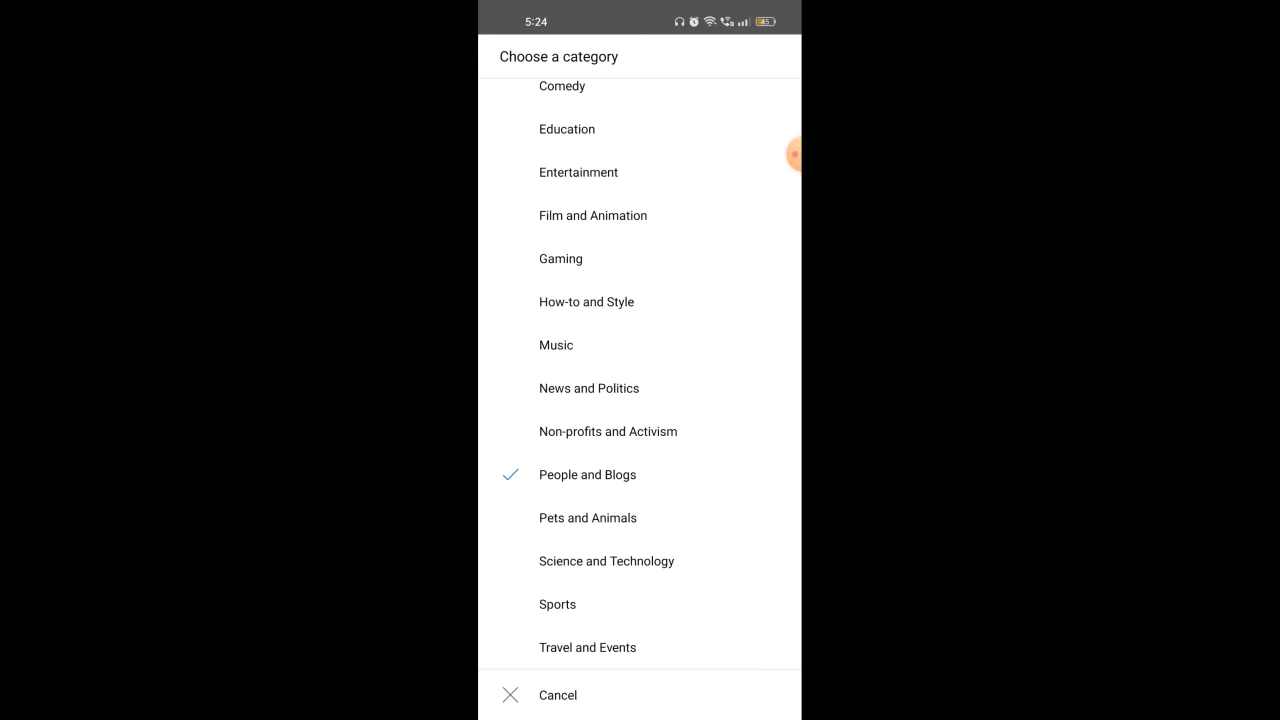 5:24
45
Choose a category
Comedy
Education
Entertainment
Film and Animation
Gaming
How-to and Style
Music
News and Politics
Non-profits and Activism
People and Blogs
Pets and Animals
Science and Technology
Sports
Travel and Events
Cancel